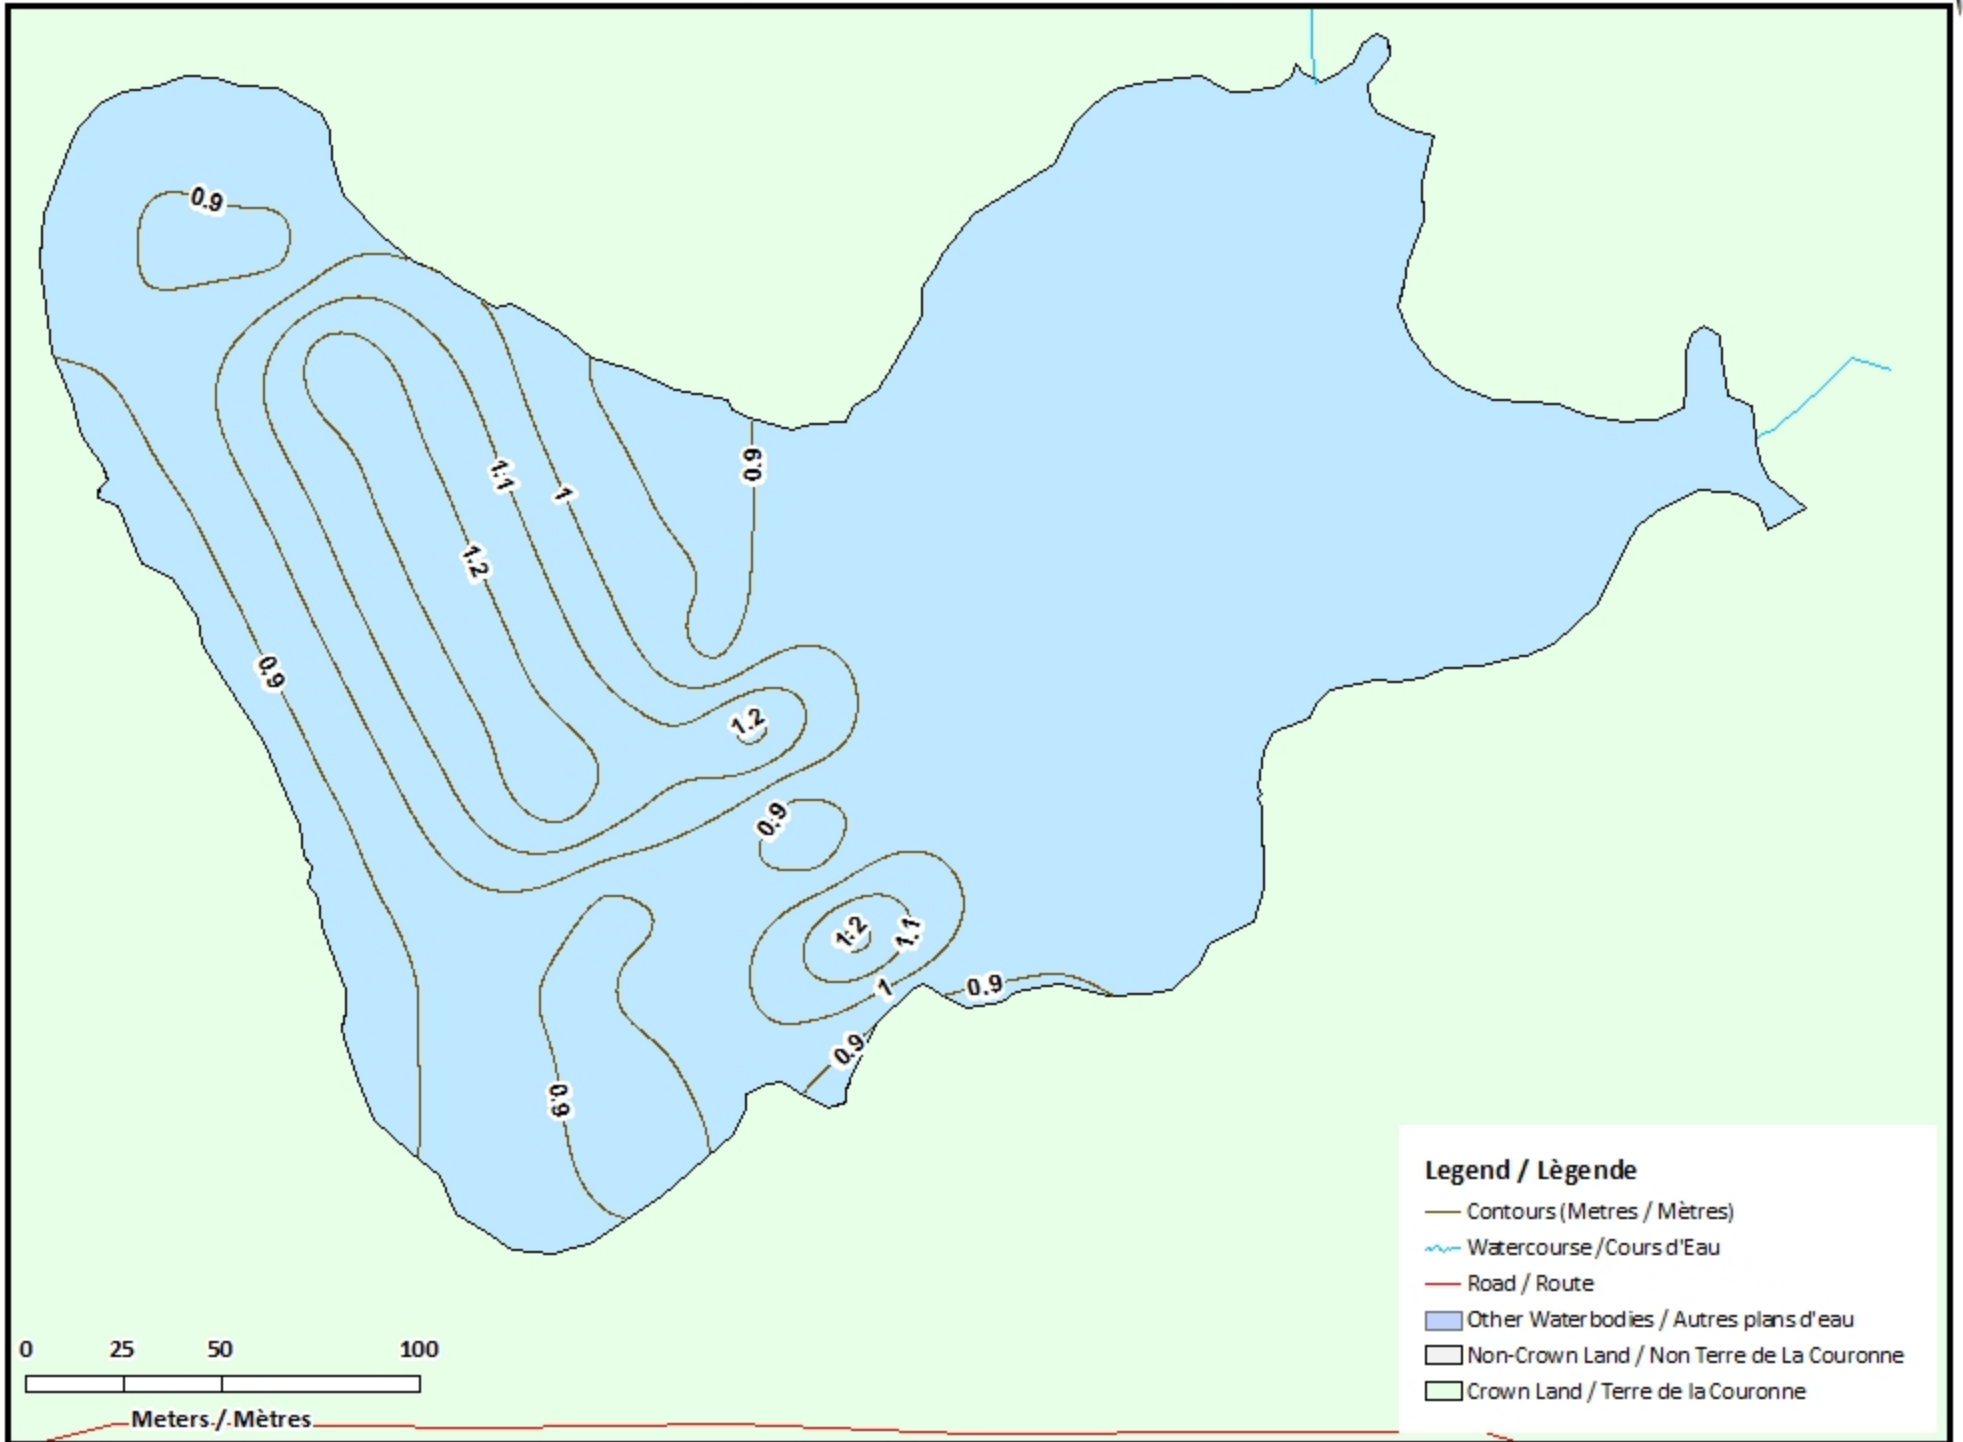 0.9
0.9
1.1
1
1.2
0.9
1.2
0.9
1.2
1.1
1
0.9
0.9
0.9
Legend / Lègende
Contours (Metres / Mètres)
Watercourse /Cours d'Eau
Road / Route
Other Waterbodies / Autres plans d'eau
Non-Crown Land / Non Terre de La Couronne
Crown Land / Terre de la Couronne
0 25 50 100
Meters / Mètres